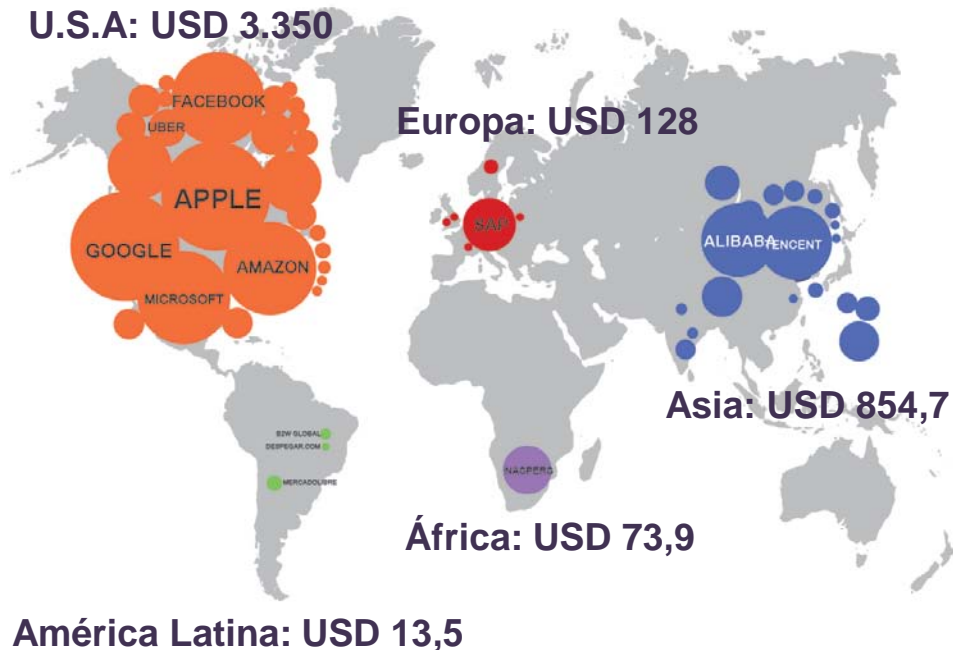 U.S.A: USD 3.350
FACEBOOK
UBER
Europa: USD 128
APPLE
SAP
GOOGLE
ALIBABA
TENCENT
AMAZON
MICROSOFT
Asia: USD 854,7
B2W GLOBAL
DESPEGAR.COM
NASPERS
MERCADOLIBRE
África: USD 73,9
América Latina: USD 13,5